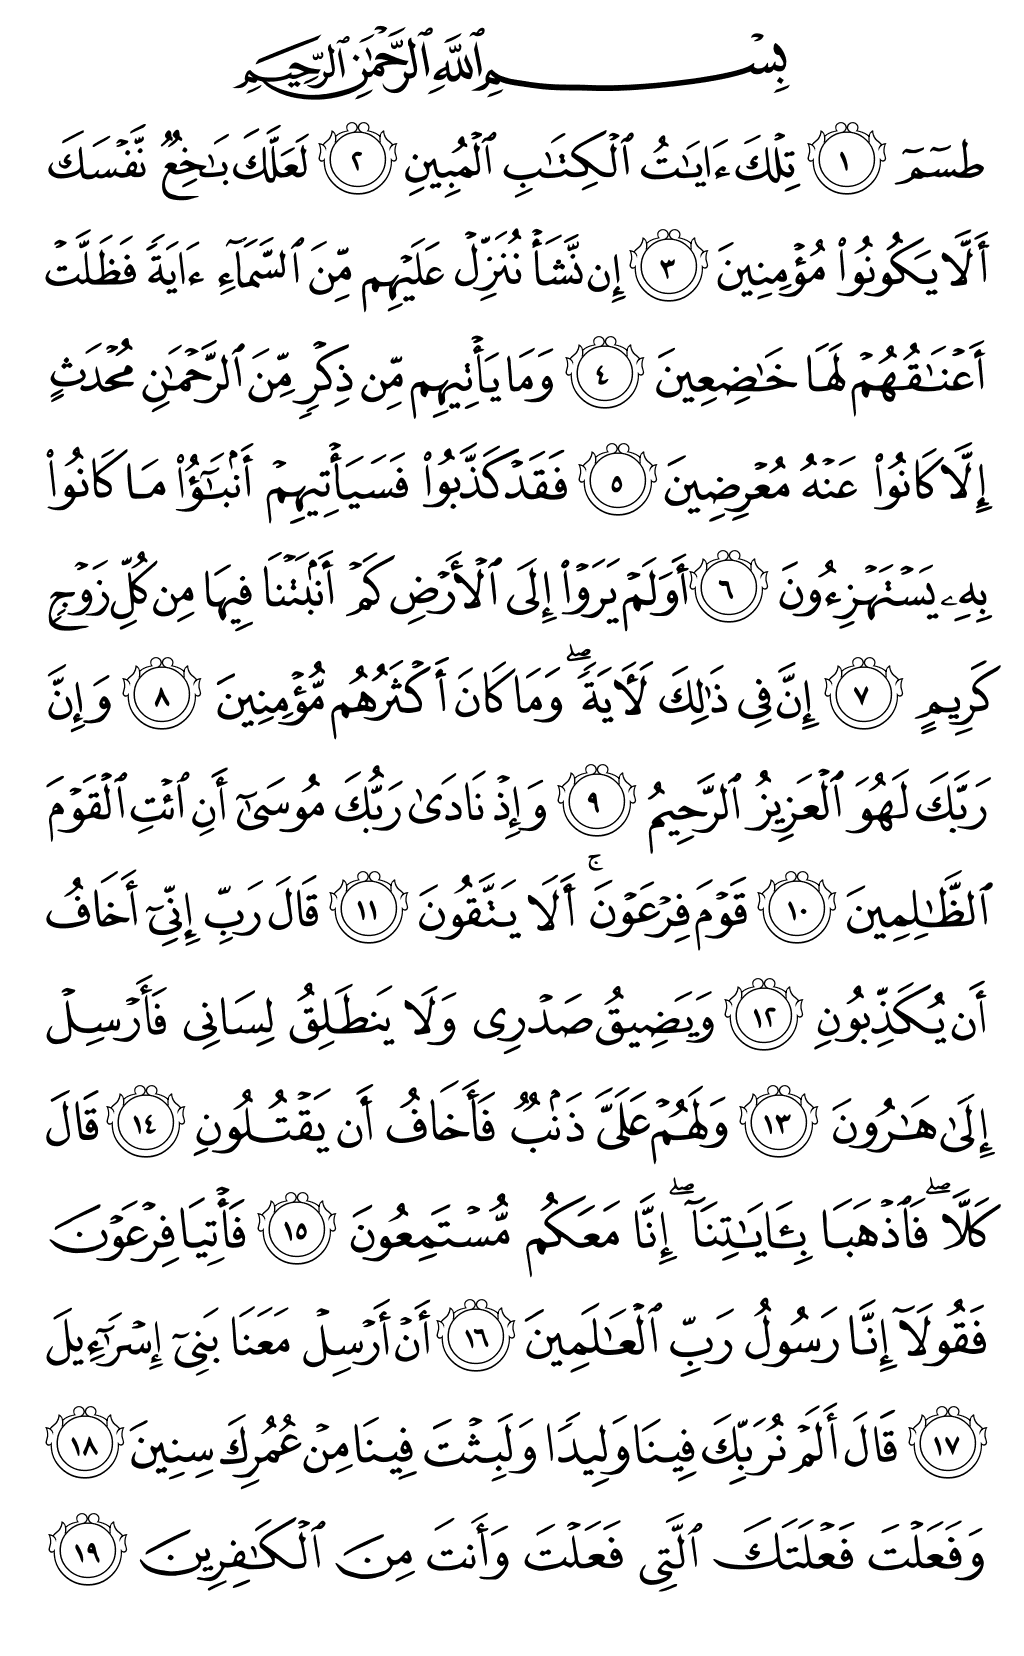 بِسْمِ ٱللَّهِ ٱلرَّحْمَٰنِ ٱلرَّحِيمِ
طسٓمٓ ١ تِلْكَ ءَايَٰتُ ٱلْكِتَٰبِ ٱلْمُبِينِ ٢ لَعَلَّكَ بَٰخِعٌ نَّفْسَكَ
أَلَّا يَكُونُوا۟ مُؤْمِنِينَ ٣ إِن نَّشَأْ نُنَزِّلْ عَلَيْهِم مِّنَ ٱلسَّمَآءِ ءَايَةً فَظَلَّتْ
أَعْنَٰقُهُمْ لَهَا خَٰضِعِينَ ٤ وَمَا يَأْتِيهِم مِّن ذِكْرٍ مِّنَ ٱلرَّحْمَٰنِ مُحْدَثٍ
إِلَّا كَانُوا۟ عَنْهُ مُعْرِضِينَ ٥ فَقَدْ كَذَّبُوا۟ فَسَيَأْتِيهِمْ أَنۢبَٰٓؤُا۟ مَا كَانُوا۟
بِهِۦ يَسْتَهْزِءُونَ ٦ أَوَلَمْ يَرَوْا۟ إِلَى ٱلْأَرْضِ كَمْ أَنۢبَتْنَا فِيهَا مِن كُلِّ زَوْجٍ
كَرِيمٍ ٧ إِنَّ فِى ذَٰلِكَ لَءَايَةً ۖ وَمَا كَانَ أَكْثَرُهُم مُّؤْمِنِينَ ٨ وَإِنَّ
رَبَّكَ لَهُوَ ٱلْعَزِيزُ ٱلرَّحِيمُ ٩ وَإِذْ نَادَىٰ رَبُّكَ مُوسَىٰٓ أَنِ ٱئْتِ ٱلْقَوْمَ
ٱلظَّٰلِمِينَ ١٠ قَوْمَ فِرْعَوْنَ ۚ أَلَا يَتَّقُونَ ١١ قَالَ رَبِّ إِنِّىٓ أَخَافُ
أَن يُكَذِّبُونِ ١٢ وَيَضِيقُ صَدْرِى وَلَا يَنطَلِقُ لِسَانِى فَأَرْسِلْ
إِلَىٰ هَٰرُونَ ١٣ وَلَهُمْ عَلَىَّ ذَنۢبٌ فَأَخَافُ أَن يَقْتُلُونِ ١٤ قَالَ
كَلَّا ۖ فَٱذْهَبَا بِـَٔايَٰتِنَآ ۖ إِنَّا مَعَكُم مُّسْتَمِعُونَ ١٥ فَأْتِيَا فِرْعَوْنَ
فَقُولَآ إِنَّا رَسُولُ رَبِّ ٱلْعَٰلَمِينَ ١٦ أَنْ أَرْسِلْ مَعَنَا بَنِىٓ إِسْرَٰٓءِيلَ
١٧ قَالَ أَلَمْ نُرَبِّكَ فِينَا وَلِيدًا وَلَبِثْتَ فِينَا مِنْ عُمُرِكَ سِنِينَ ١٨
وَفَعَلْتَ فَعْلَتَكَ ٱلَّتِى فَعَلْتَ وَأَنتَ مِنَ ٱلْكَٰفِرِينَ ١٩